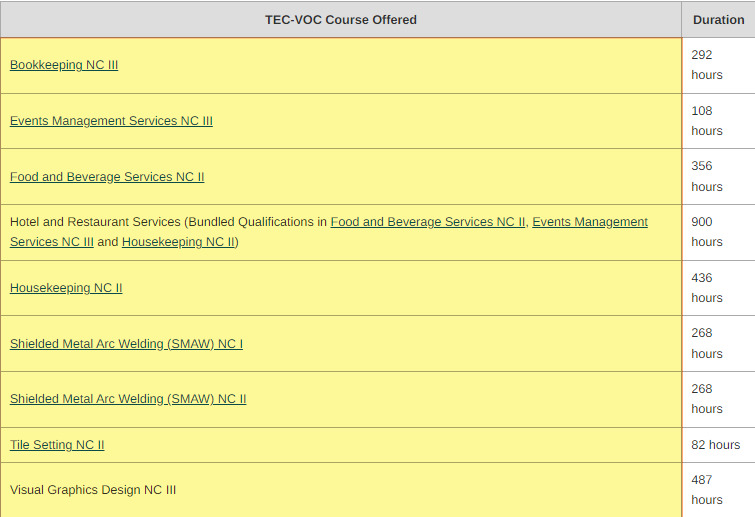 TEC-VOC Course Offered Duration
Bookkeeping NC III 292
hours
Events Management Services NC III 108
hours
Food and Beverage Services NC II 356
hours
Hotel and Restaurant Services (Bundled Qualifications in Food and Beverage Services NC II, Events Management 900
Services NC III and Housekeeping NC II) hours
Housekeeping NC II 436
hours
Shielded Metal Arc Welding (SMAW) NC I 268
hours
Shielded Metal Arc Welding (SMAW) NC II 268
hours
Tile Setting NC II 82 hours
Visual Graphics Design NC III 487
hours